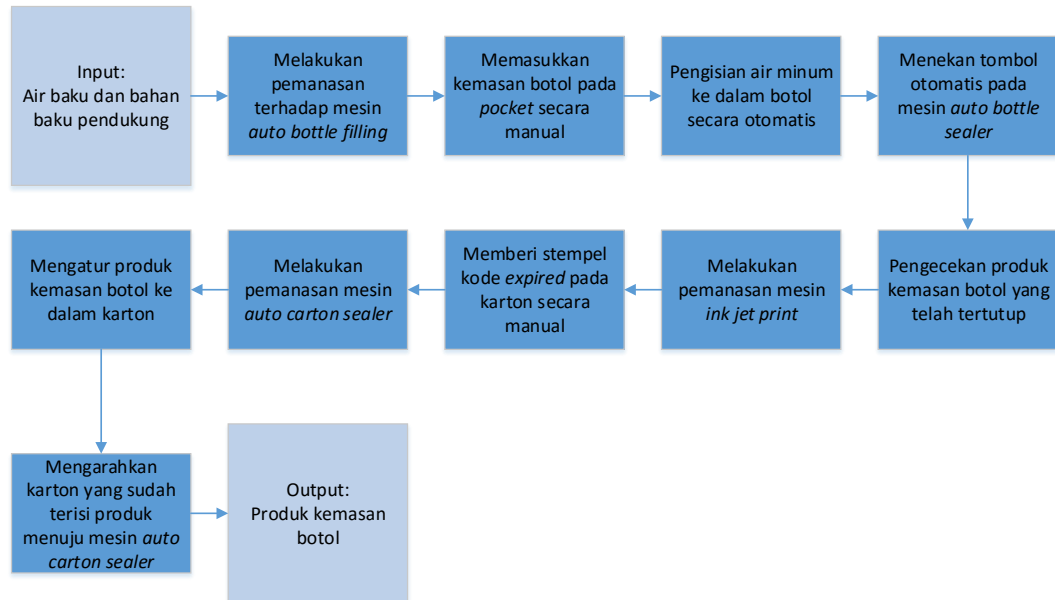 Input:
Air baku dan bahan
baku pendukung
Melakukan
pemanasan
terhadap mesin
auto bottle filling
Memasukkan
kemasan botol pada
pocket secara
manual
Pengisian air minum
ke dalam botol
secara otomatis
Menekan tombol
otomatis pada
mesin auto bottle
sealer
Pengecekan produk
kemasan botol yang
telah tertutup
Melakukan
pemanasan mesin
ink jet print
Memberi stempel
kode expired pada
karton secara
manual
Melakukan
pemanasan mesin
auto carton sealer
Mengatur produk
kemasan botol ke
dalam karton
Mengarahkan
karton yang sudah
terisi produk
menuju mesin auto
carton sealer
Output:
Produk kemasan
botol